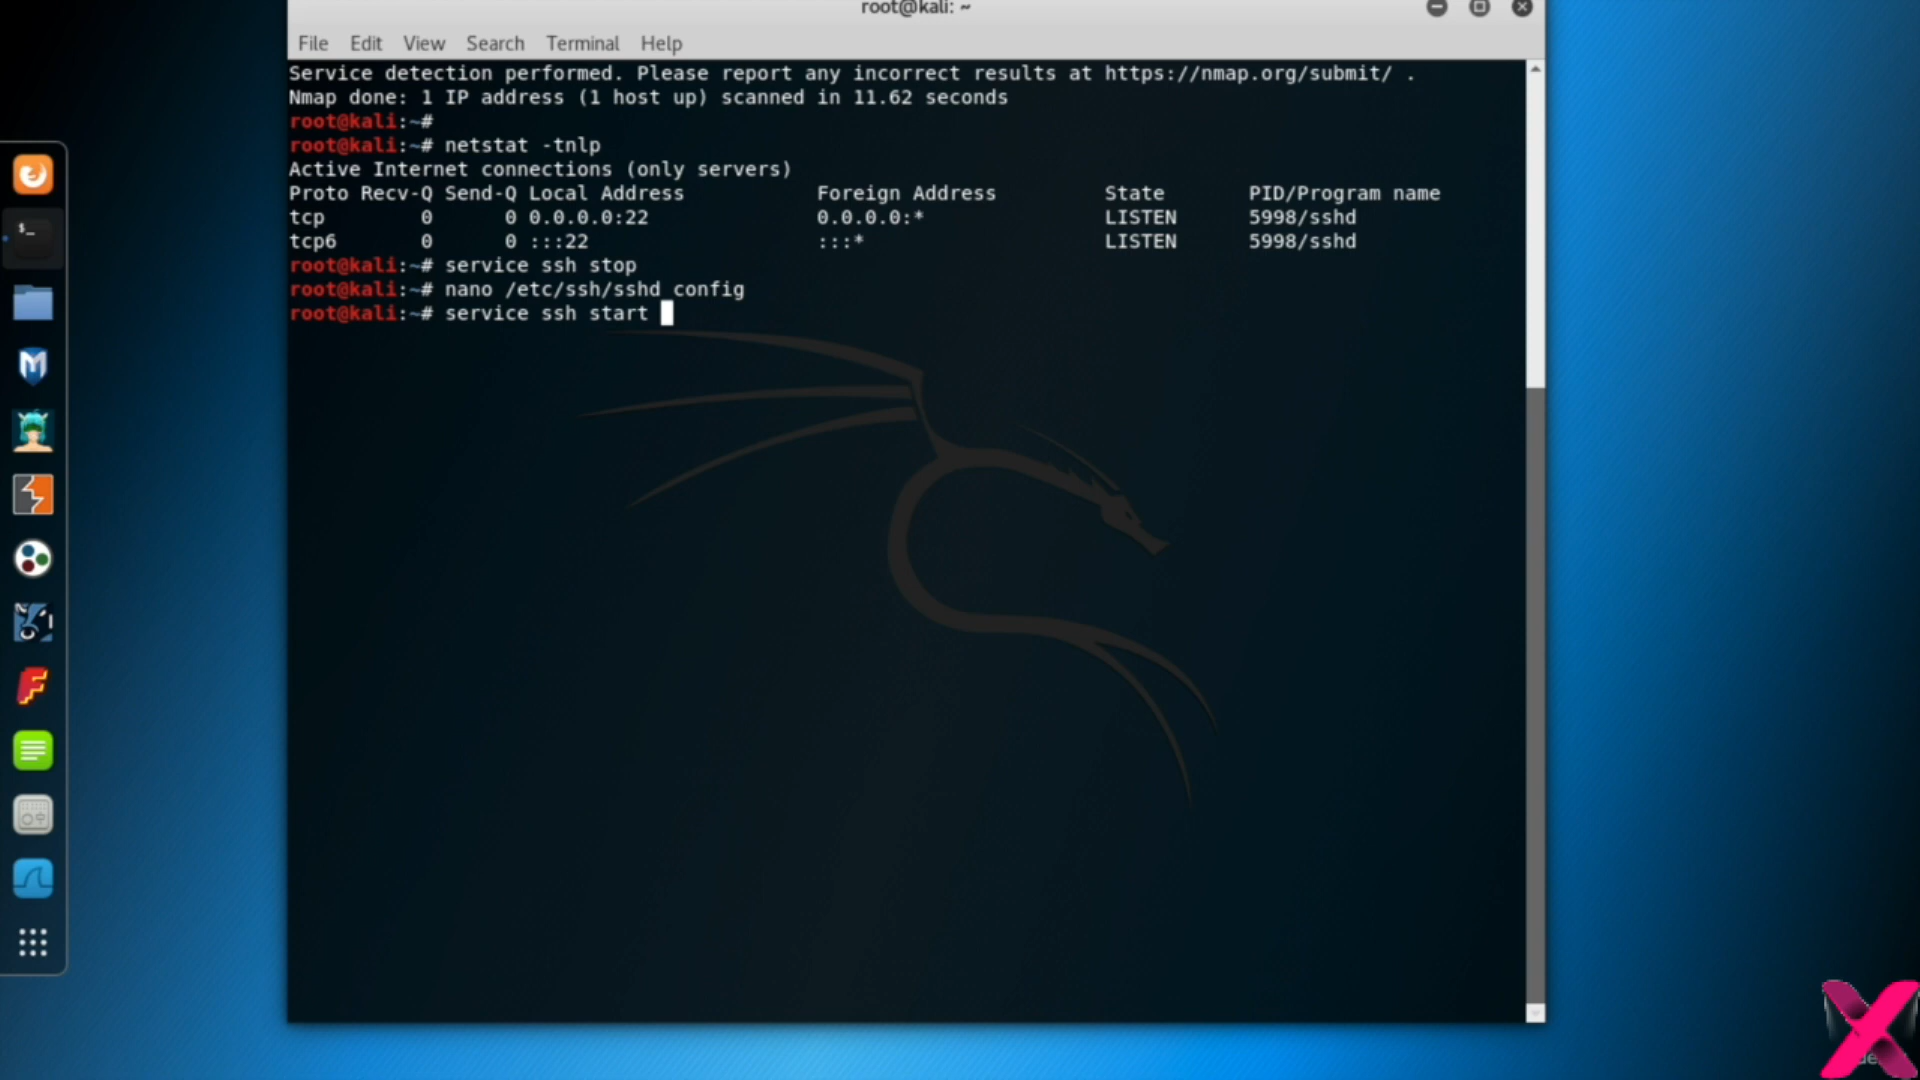 root@kali: ~
File Edit View Search Terminal Help
Service detection performed. Please report any incorrect results at https://nmap.org/submit/ .
Nmap done: 1 IP address (1 host up) scanned in 11.62 seconds
root@kali:~#
root@kali:~# netstat -tnlp
Active Internet connections (only servers)
Proto Recv-Q Send-Q Local Address Foreign Address State PID/Program name
tcp 0 0 0.0.0.0:22 0.0.0.0:* LISTEN 5998/sshd
tcp6 0 0 :::22 :::* LISTEN 5998/sshd
root@kali:~# service ssh stop
root@kali:~# nano /etc/ssh/sshd_config
root@kali:~# service ssh start